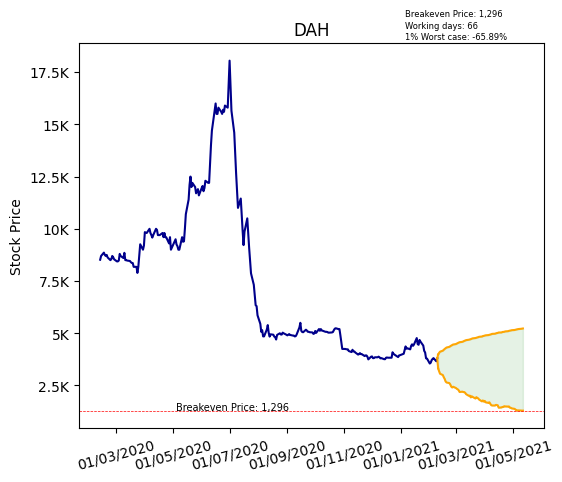 Breakeven Price: 1,296
Working days: 66
1% Worst case: -65.89%
DAH
Stock Price
17.5K
15K
12.5K
10K
7.5K
5K
2.5K
Breakeven Price: 1,296
01/03/2020
01/05/2020
01/07/2020
01/09/2020
01/11/2020
01/01/2021
01/03/2021
01/05/2021